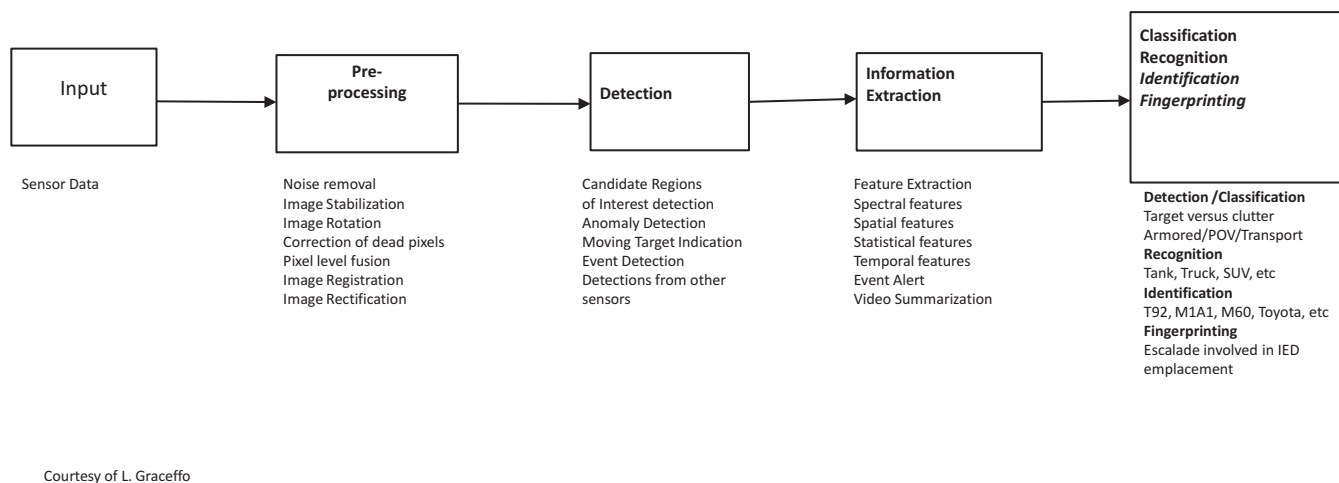 Input
Sensor Data
Pre-
processing
Noise removal
Image Stabilization
Image Rotation
Correction of dead pixels
Pixel level fusion
Image Registration
Image Rectification
Detection
Candidate Regions
of Interest detection
Anomaly Detection
Moving Target Indication
Event Detection
Detections from other
sensors
Information
Extraction
Feature Extraction
Spectral features
Spatial features
Statistical features
Temporal features
Event Alert
Video Summarization
Classification
Recognition
Identification
Fingerprinting
Detection /Classification
Target versus clutter
Armored/POV/Transport
Recognition
Tank, Truck, SUV, etc
Identification
T92, M1A1, M60, Toyota, etc
Fingerprinting
Escalade involved in IED
emplacement
Courtesy of L. Graceffo